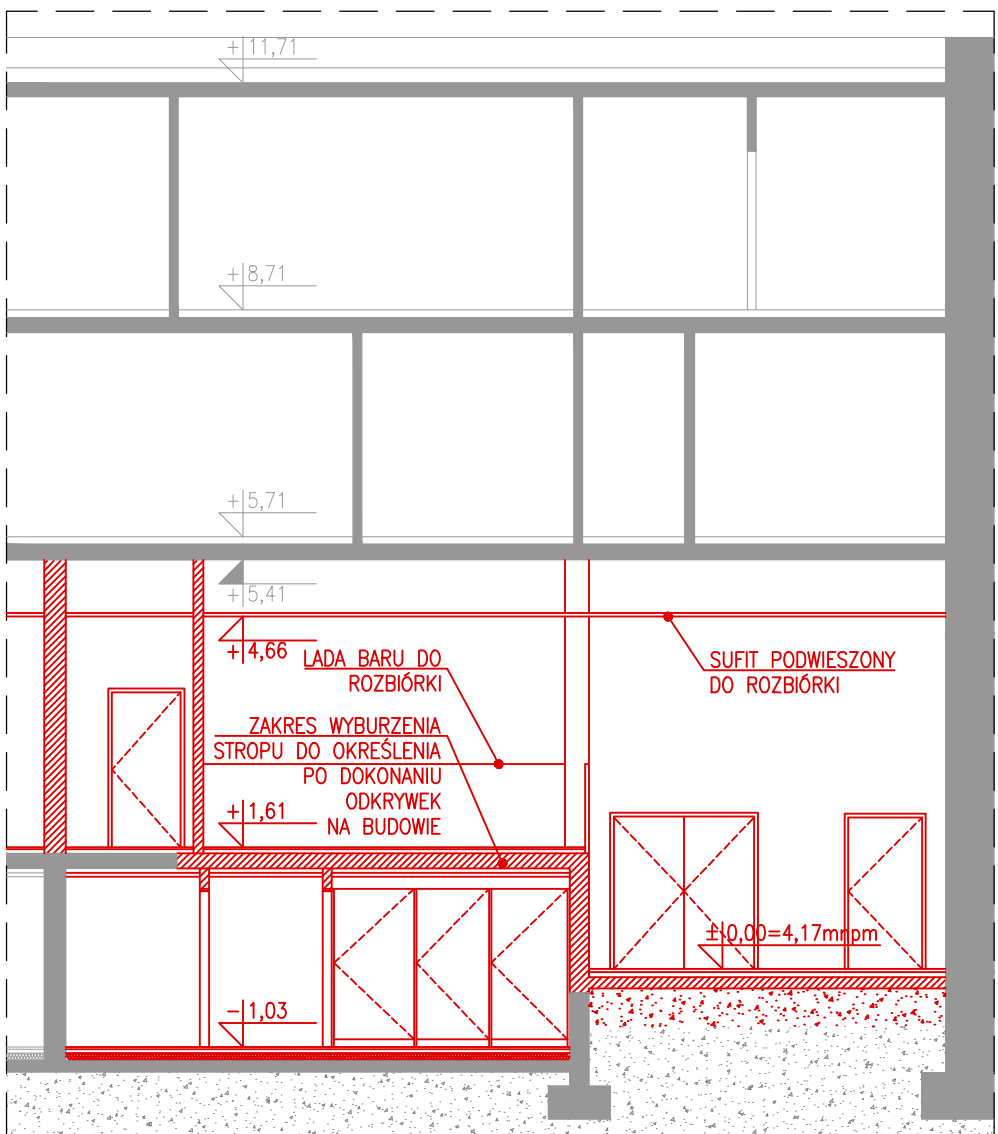 +11,71
+8,71
+5,71
+5,41
+4,66
LADA BARU DO
ROZBIÓRKI
SUFIT PODWIESZONY
DO ROZBIÓRKI
ZAKRES WYBURZENIA
STROPU DO OKREŚLENIA
PO DOKONANIU
ODKRYWEK
NA BUDOWIE
+1,61
±0,00=4,17mnpm
-1,03